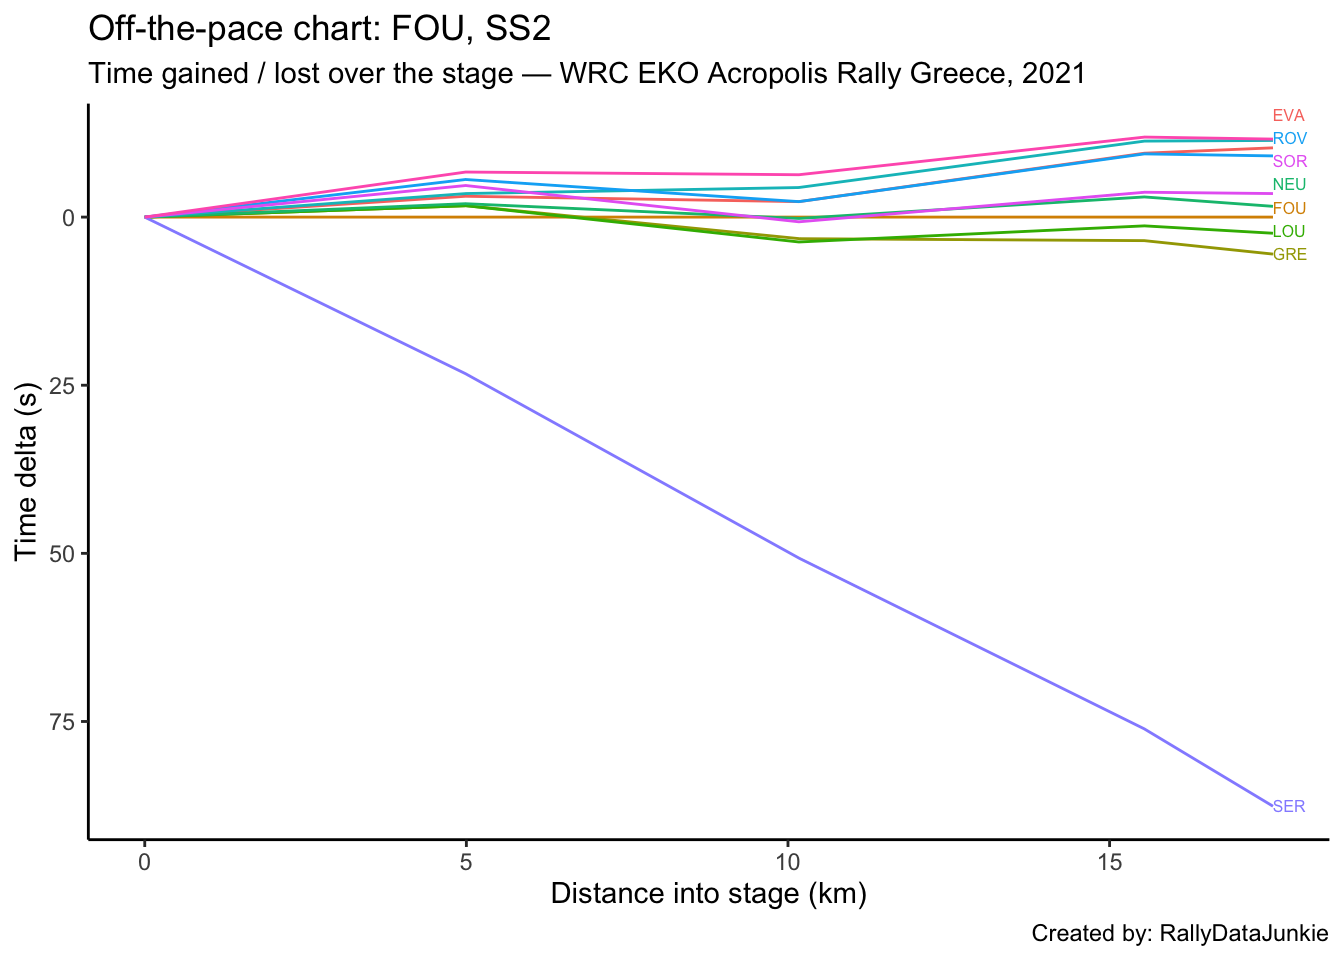 Off-the-pace chart: FOU, SS2
Time gained / lost over the stage — WRC EKO Acropolis Rally Greece, 2021
EVA
ROV
SOR
NEU
FOU
LOU
GRE
SER
0
25
50
75
Time delta (s)
0 5 10 15
Distance into stage (km)
Created by: RallyDataJunkie